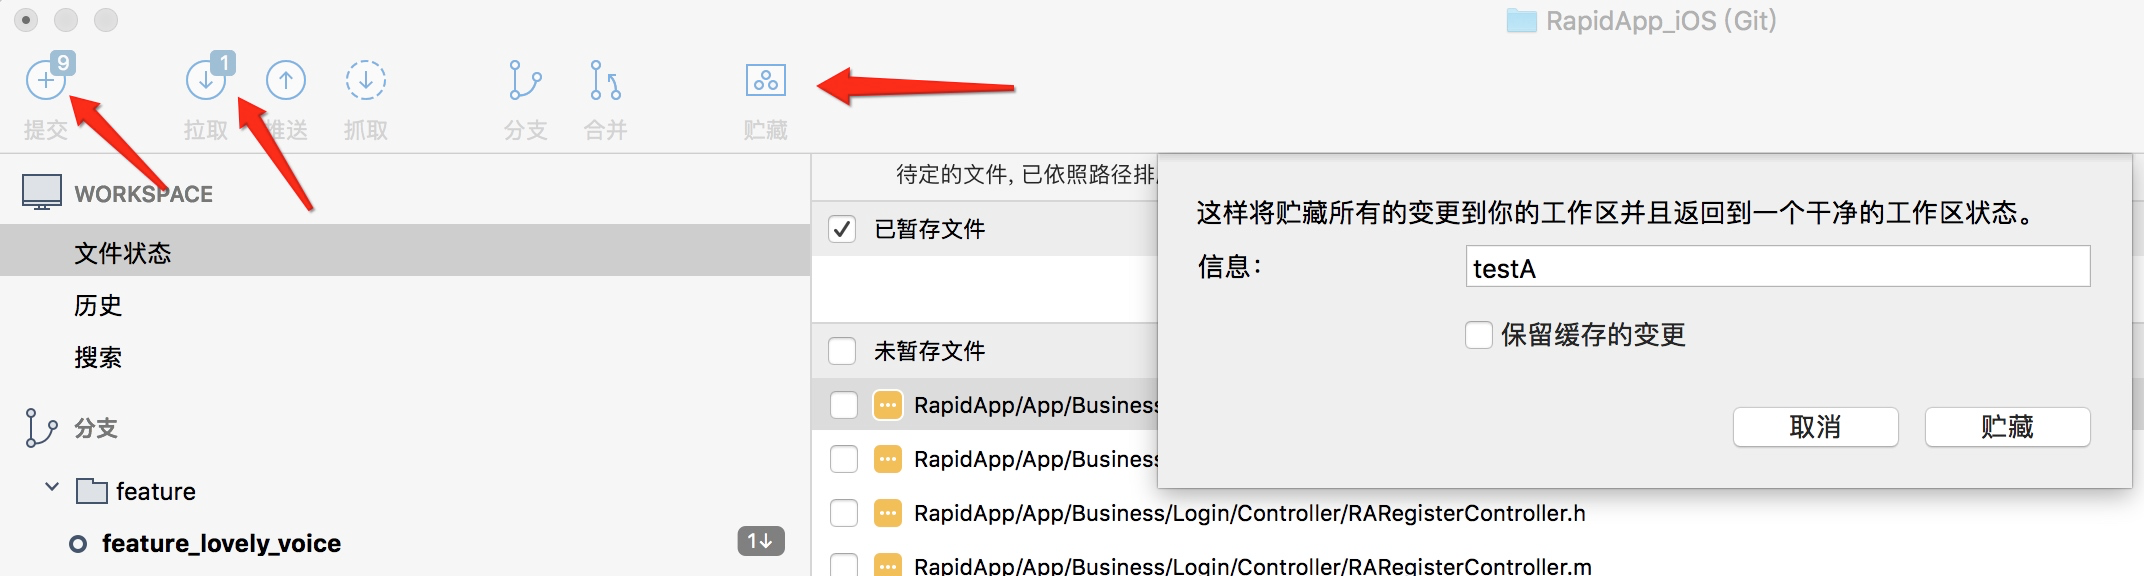 RapidApp_iOS (Git)
9
1
提交
拉取
推送
抓取
分支
合并
贮藏
WORKSPACE
文件状态
历史
搜索
分支
feature
feature_lovely_voice
1↓
待定的文件, 已依照路径排
已暂存文件
未暂存文件
RapidApp/App/Business
RapidApp/App/Business
RapidApp/App/Business/Login/Controller/RARegisterController.h
RapidApp/App/Business/Login/Controller/RARegisterController.m
这样将贮藏所有的变更到你的工作区并且返回到一个干净的工作区状态。
信息：
testA
保留缓存的变更
取消
贮藏